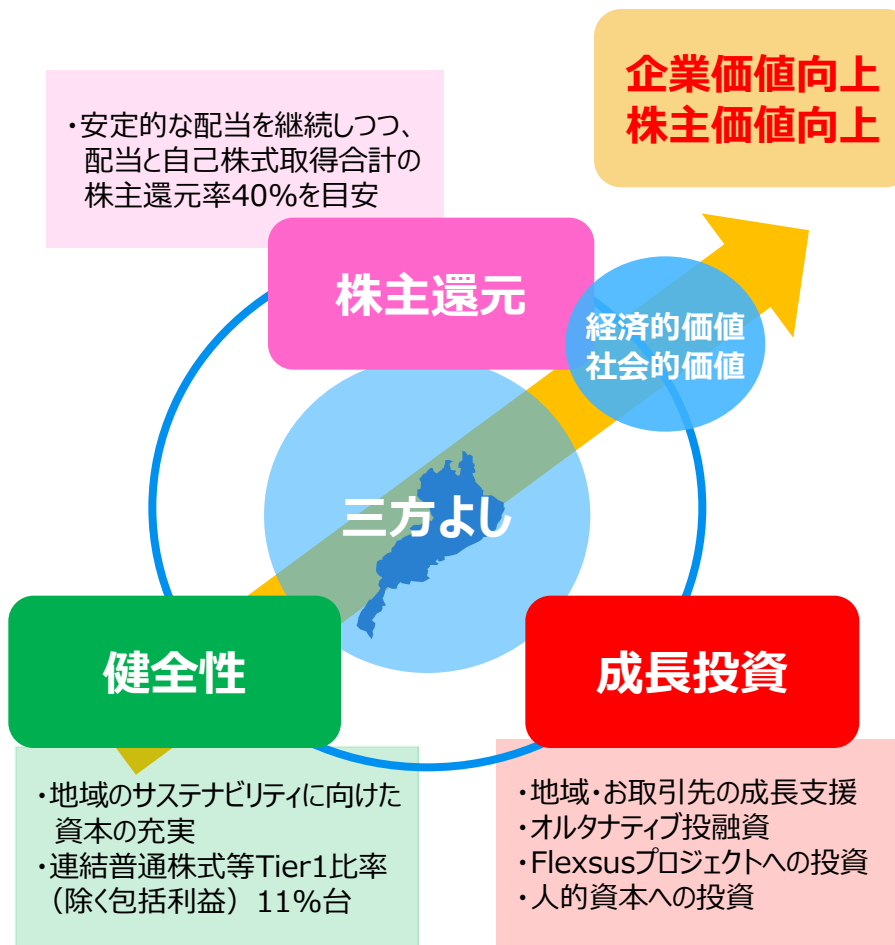 企業価値向上
株主価値向上
・安定的な配当を継続しつつ、
配当と自己株式取得合計の
株主還元率40%を目安
株主還元
経済的価値
社会的価値
三方よし
健全性
成長投資
・地域のサステナビリティに向けた
資本の充実
・連結普通株式等Tier1比率
（除く包括利益） 11%台
・地域・お取引先の成長支援
・オルタナティブ投融資
・Flexsusプロジェクトへの投資
・人的資本への投資